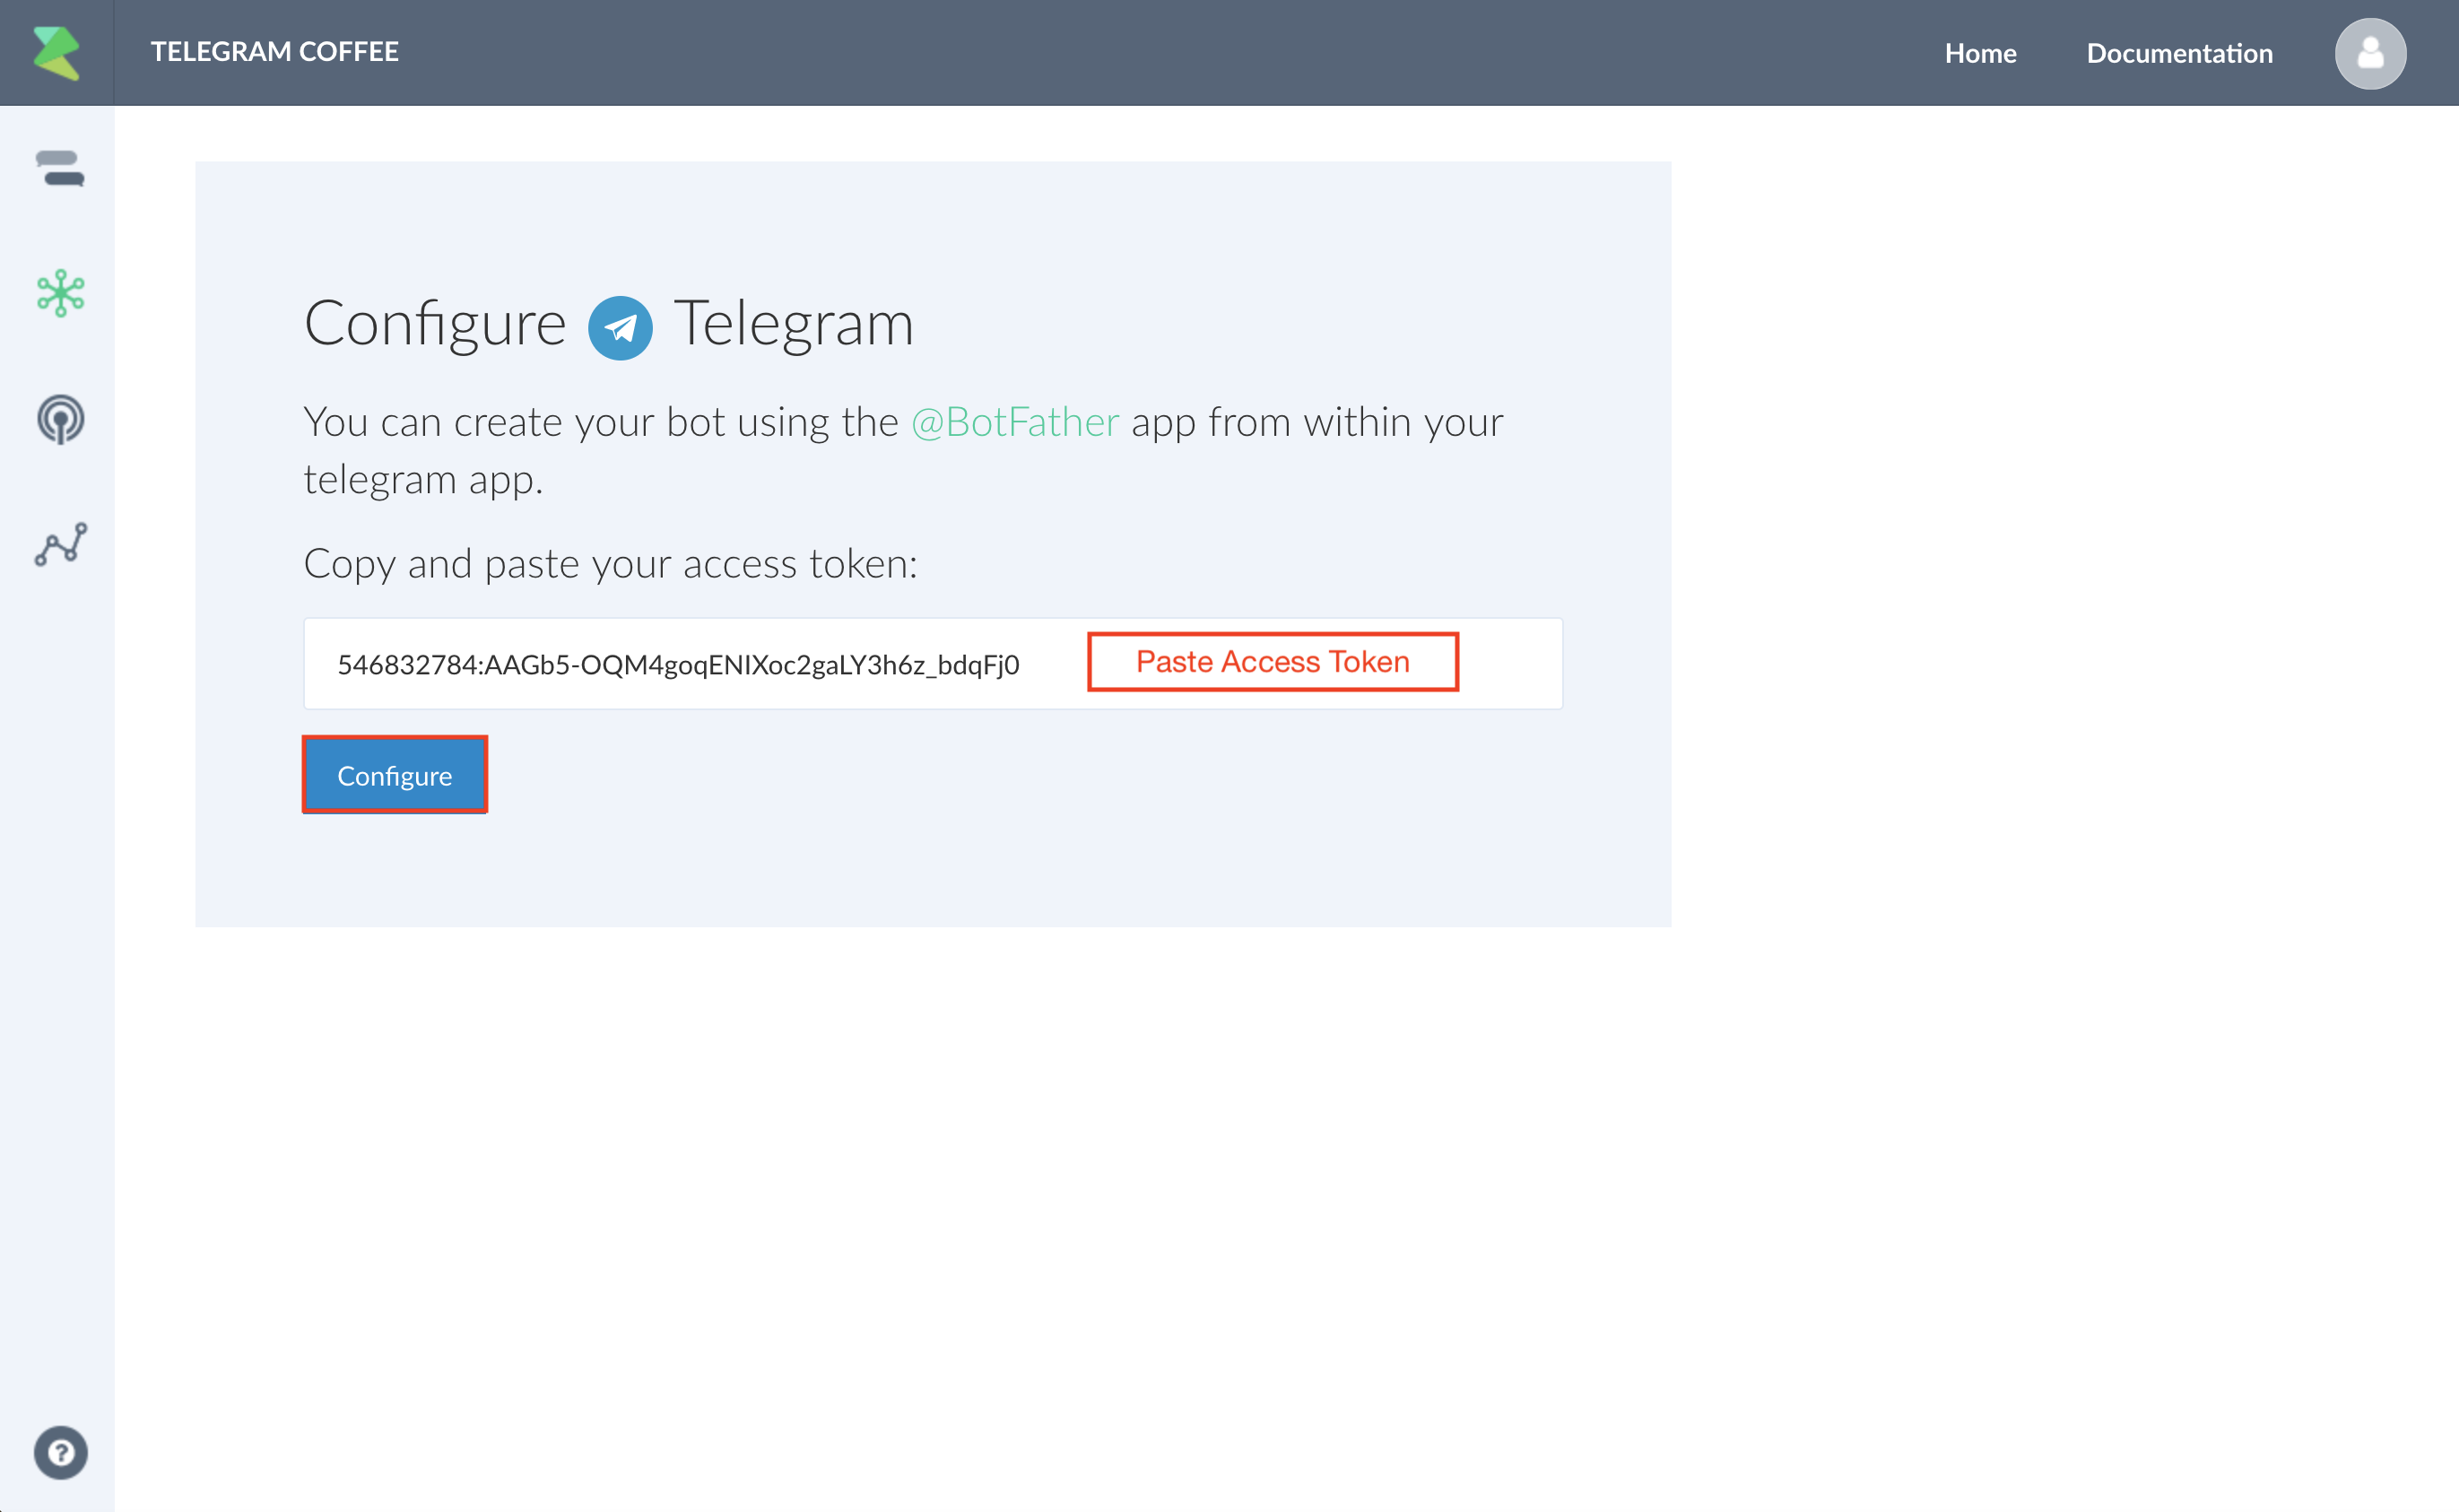 TELEGRAM COFFEE
Home
Documentation
Configure Telegram
You can create your bot using the @BotFather app from within your
telegram app.
Copy and paste your access token:
546832784:AAGb5-OQM4goqENIXoc2gaLY3h6z_bdqFj0
Paste Access Token
Configure
?